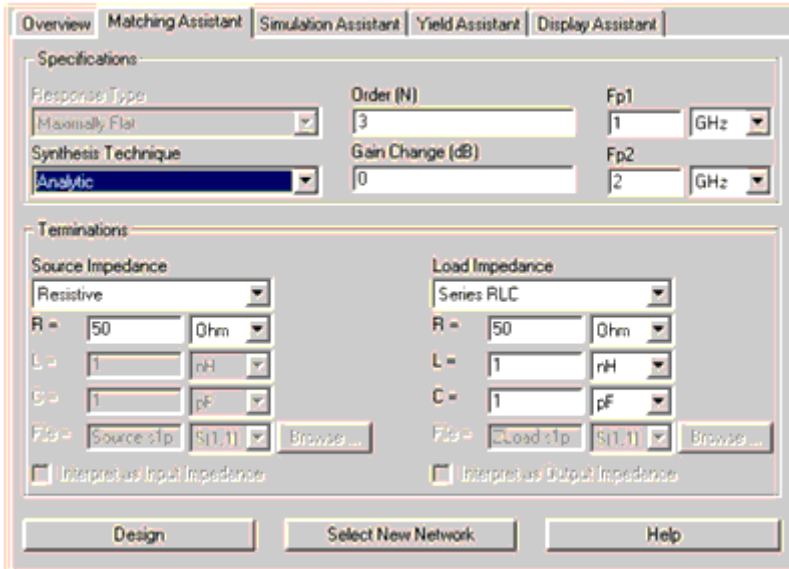 Overview Matching Assistant Simulation Assistant Yield Assistant Display Assistant
Specifications
Response Type Order (N) Fp1
Maximally Flat 3 1 GHz
Synthesis Technique Gain Change (dB) Fp2
Analytic 0 2 GHz
Terminations
Source Impedance Load Impedance
Resistive Series RLC
R = 50 Ohm R = 50 Ohm
L = 1 nH L = 1 nH
C = 1 pF C = 1 pF
File = Source.s1p S(1,1) Browse ... File = ZLoad.s1p S(1,1) Browse ...
Interpret as Input Impedance Interpret as Output Impedance
Design Select New Network Help